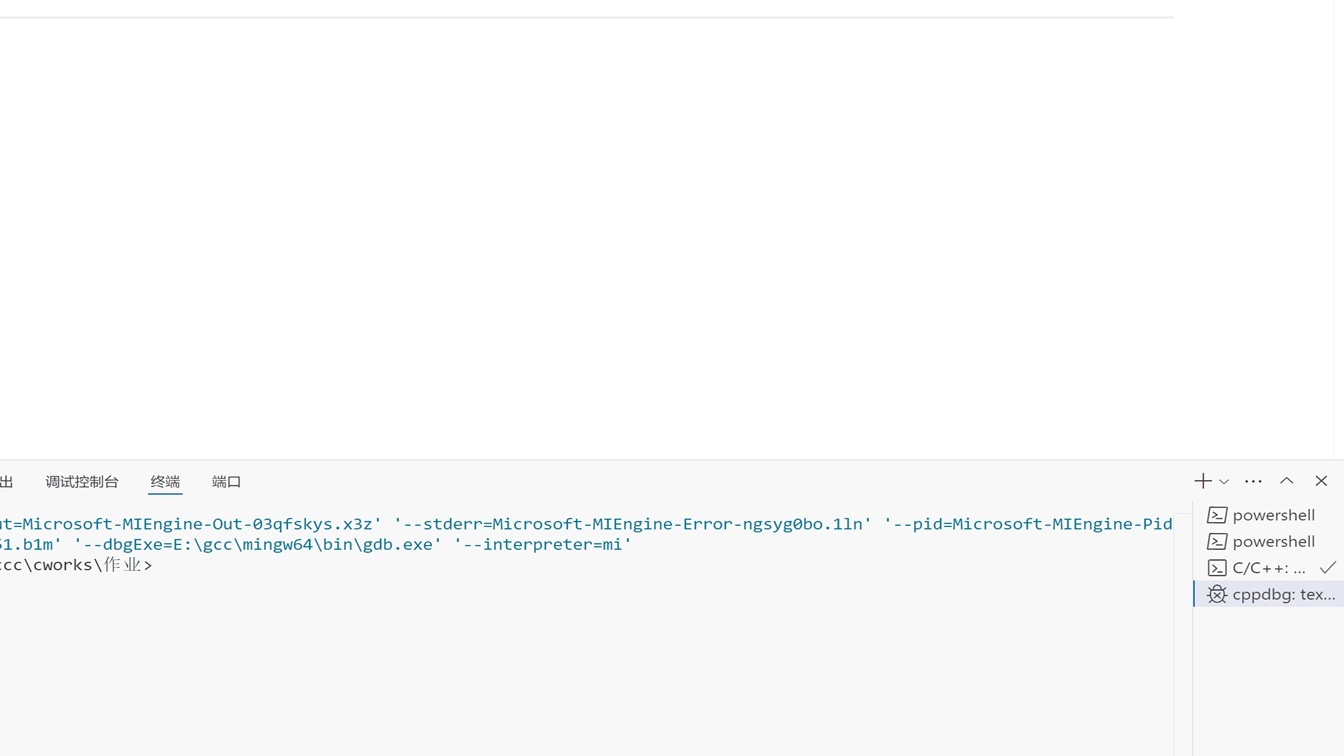 出 调试控制台 终端 端口
ut=Microsoft-MIEngine-Out-03qfskys.x3z' '--stderr=Microsoft-MIEngine-Error-ngsyg0bo.1ln' '--pid=Microsoft-MIEngine-Pid
51.b1m' '--dbgExe=E:\gcc\mingw64\bin\gdb.exe' '--interpreter=mi'
ccc\cworks\作业>
powershell
powershell
C/C++: ...
cppdbg: tex...